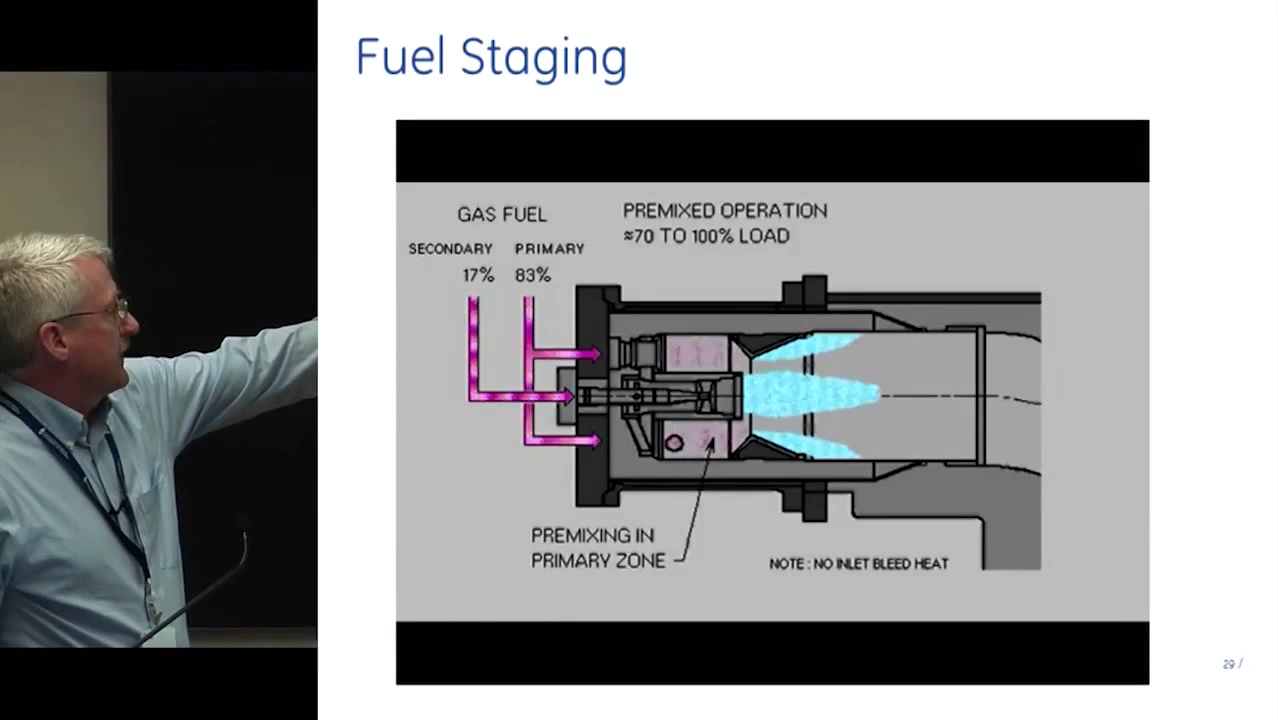 Fuel Staging
GAS FUEL
SECONDARY PRIMARY
17% 83%
PREMIXED OPERATION
≈70 TO 100% LOAD
PREMIXING IN
PRIMARY ZONE
NOTE : NO INLET BLEED HEAT
29 /